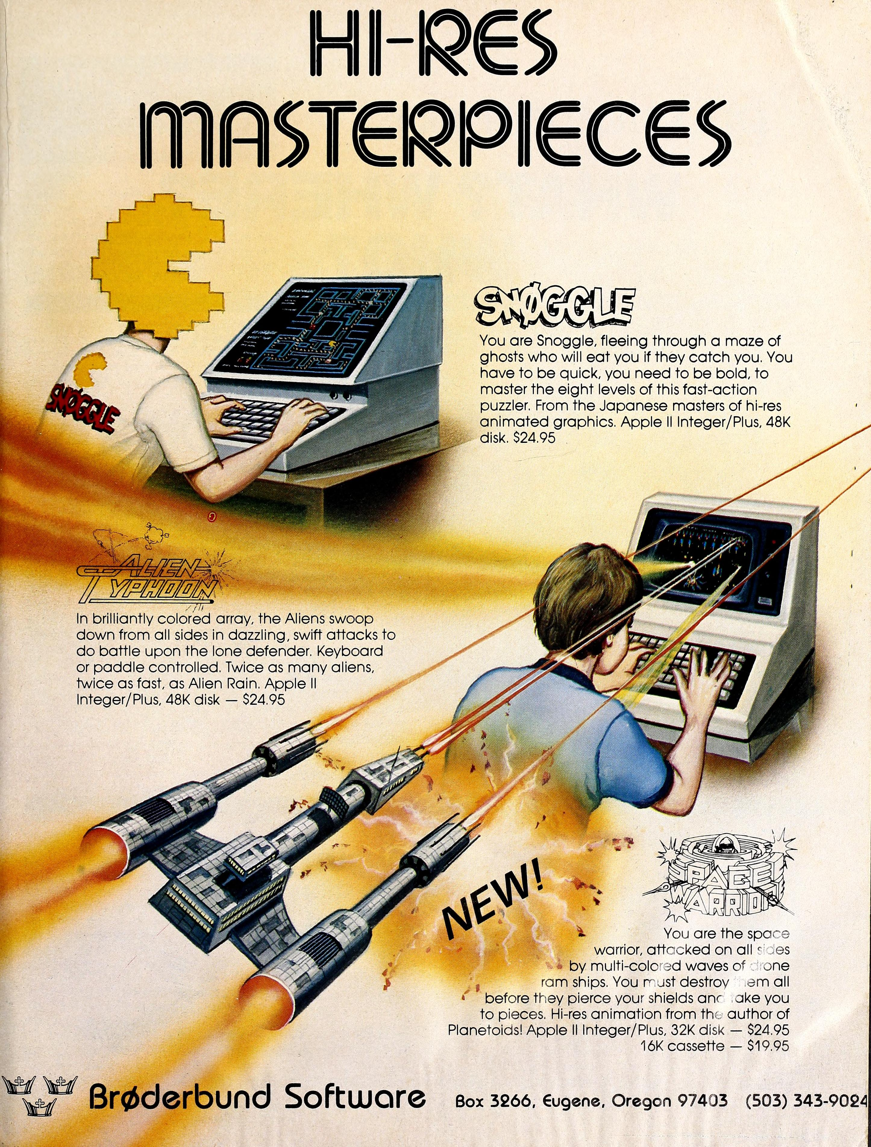 HI-RES
MASTERPIECES
SNØGGLE
You are Snoggle, fleeing through a maze of
ghosts who will eat you if they catch you. You
have to be quick, you need to be bold, to
master the eight levels of this fast-action
puzzler. From the Japanese masters of hi-res
animated graphics. Apple II Integer/Plus, 48K
disk. $24.95
SNØGGLE
ALIEN
TYPHOON
In brilliantly colored array, the Aliens swoop
down from all sides in dazzling, swift attacks to
do battle upon the lone defender. Keyboard
or paddle controlled. Twice as many aliens,
twice as fast, as Alien Rain. Apple II
Integer/Plus, 48K disk — $24.95
NEW!
SPACE
WARRIOR
You are the space
warrior, attacked on all sides
by multi-colored waves of drone
ram ships. You must destroy them all
before they pierce your shields and take you
to pieces. Hi-res animation from the author of
Planetoids! Apple II Integer/Plus, 32K disk — $24.95
16K cassette — $19.95
Brøderbund Software
Box 3266, Eugene, Oregon 97403 (503) 343-9024